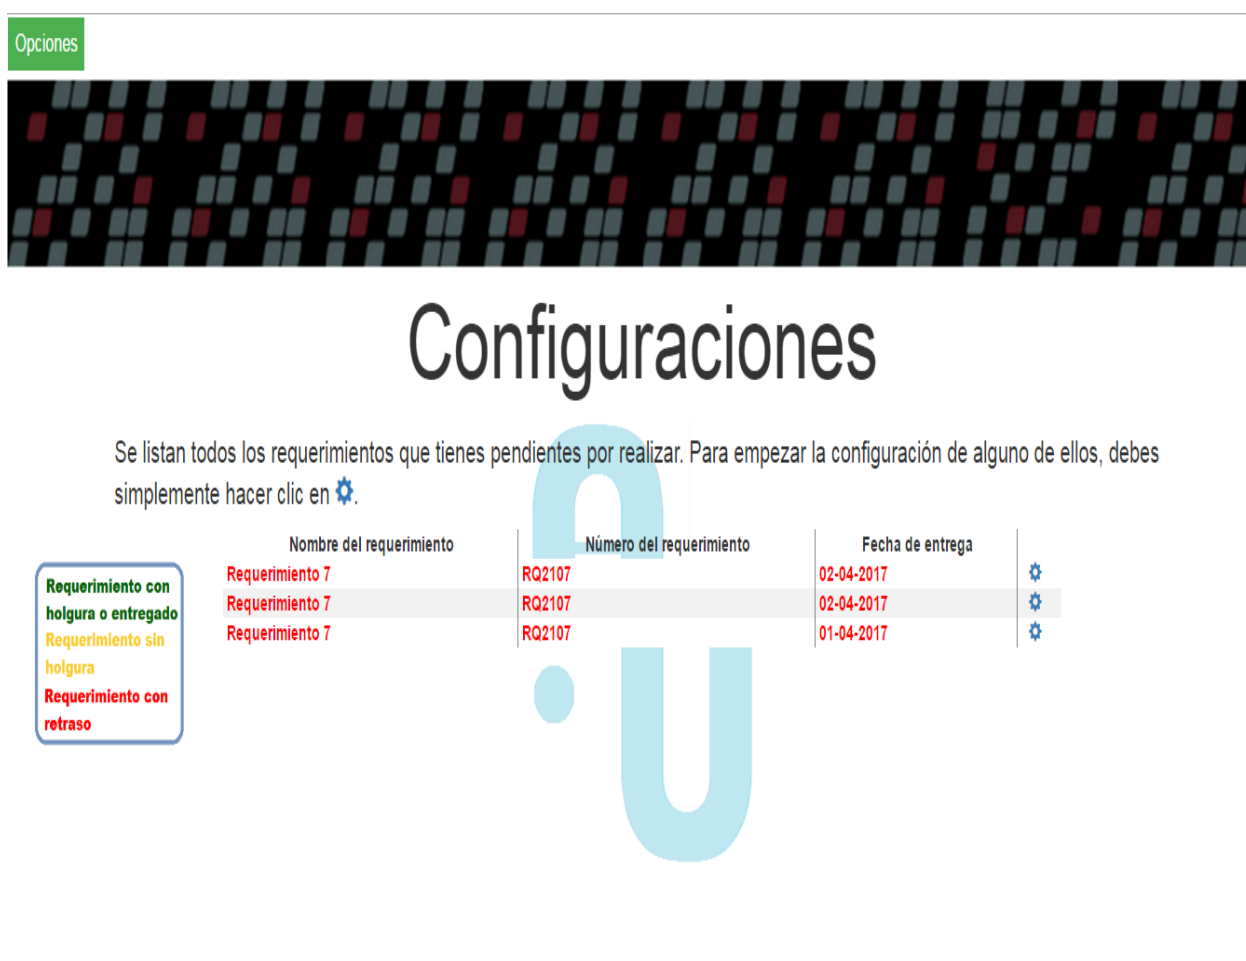 Opciones
Configuraciones
Se listan todos los requerimientos que tienes pendientes por realizar. Para empezar la configuración de alguno de ellos, debes
simplemente hacer clic en .
Nombre del requerimiento Número del requerimiento Fecha de entrega
Requerimiento 7 RQ2107 02-04-2017
Requerimiento 7 RQ2107 02-04-2017
Requerimiento 7 RQ2107 01-04-2017
Requerimiento con
holgura o entregado
Requerimiento sin
holgura
Requerimiento con
retraso